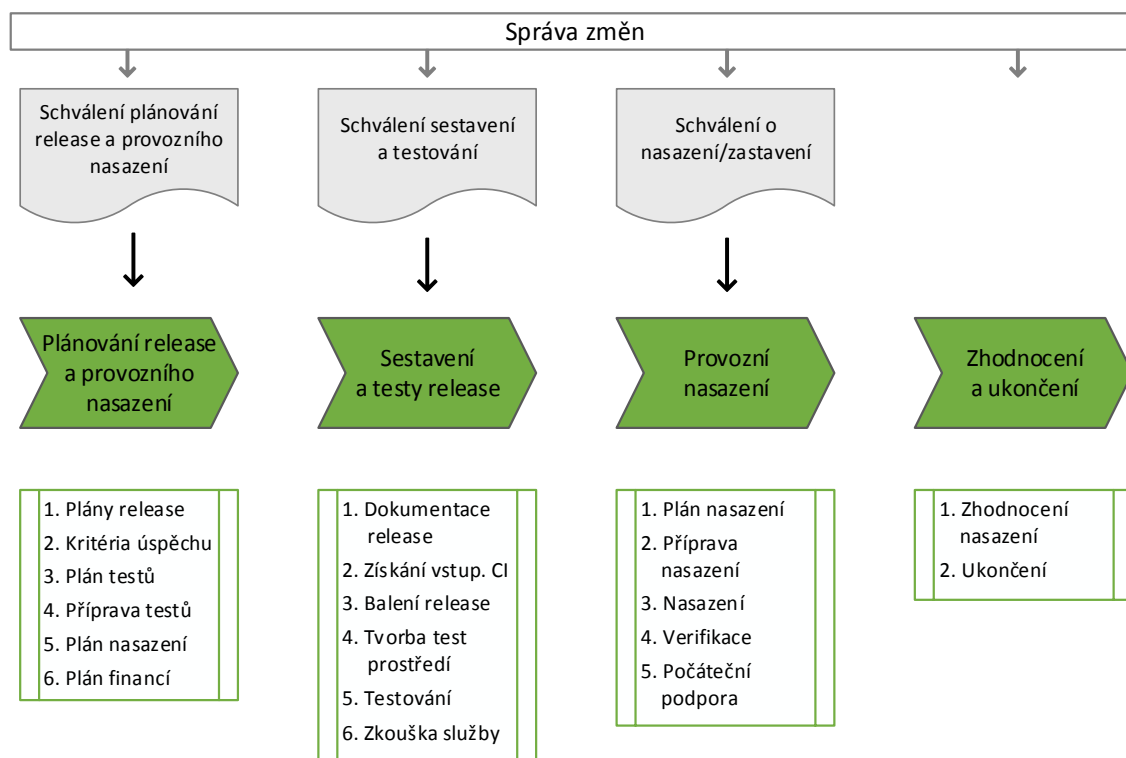 Správa změn
Schválení plánování
release a provozního
nasazení
Schválení sestavení
a testování
Schválení o
nasazení/zastavení
Plánování release
a provozního
nasazení
Sestavení
a testy release
Provozní
nasazení
Zhodnocení
a ukončení
1. Plány release
2. Kritéria úspěchu
3. Plán testů
4. Příprava testů
5. Plán nasazení
6. Plán financí
1. Dokumentace
release
2. Získání vstup. CI
3. Balení release
4. Tvorba test
prostředí
5. Testování
6. Zkouška služby
1. Plán nasazení
2. Příprava
nasazení
3. Nasazení
4. Verifikace
5. Počáteční
podpora
1. Zhodnocení
nasazení
2. Ukončení